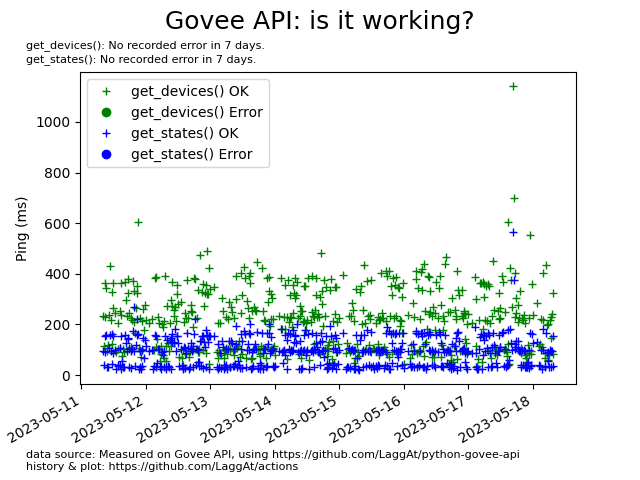 Govee API: is it working?
get_devices(): No recorded error in 7 days.
get_states(): No recorded error in 7 days.
get_devices() OK
get_devices() Error
get_states() OK
get_states() Error
Ping (ms)
1000
800
600
400
200
0
2023-05-11
2023-05-12
2023-05-13
2023-05-14
2023-05-15
2023-05-16
2023-05-17
2023-05-18
data source: Measured on Govee API, using https://github.com/LaggAt/python-govee-api
history & plot: https://github.com/LaggAt/actions